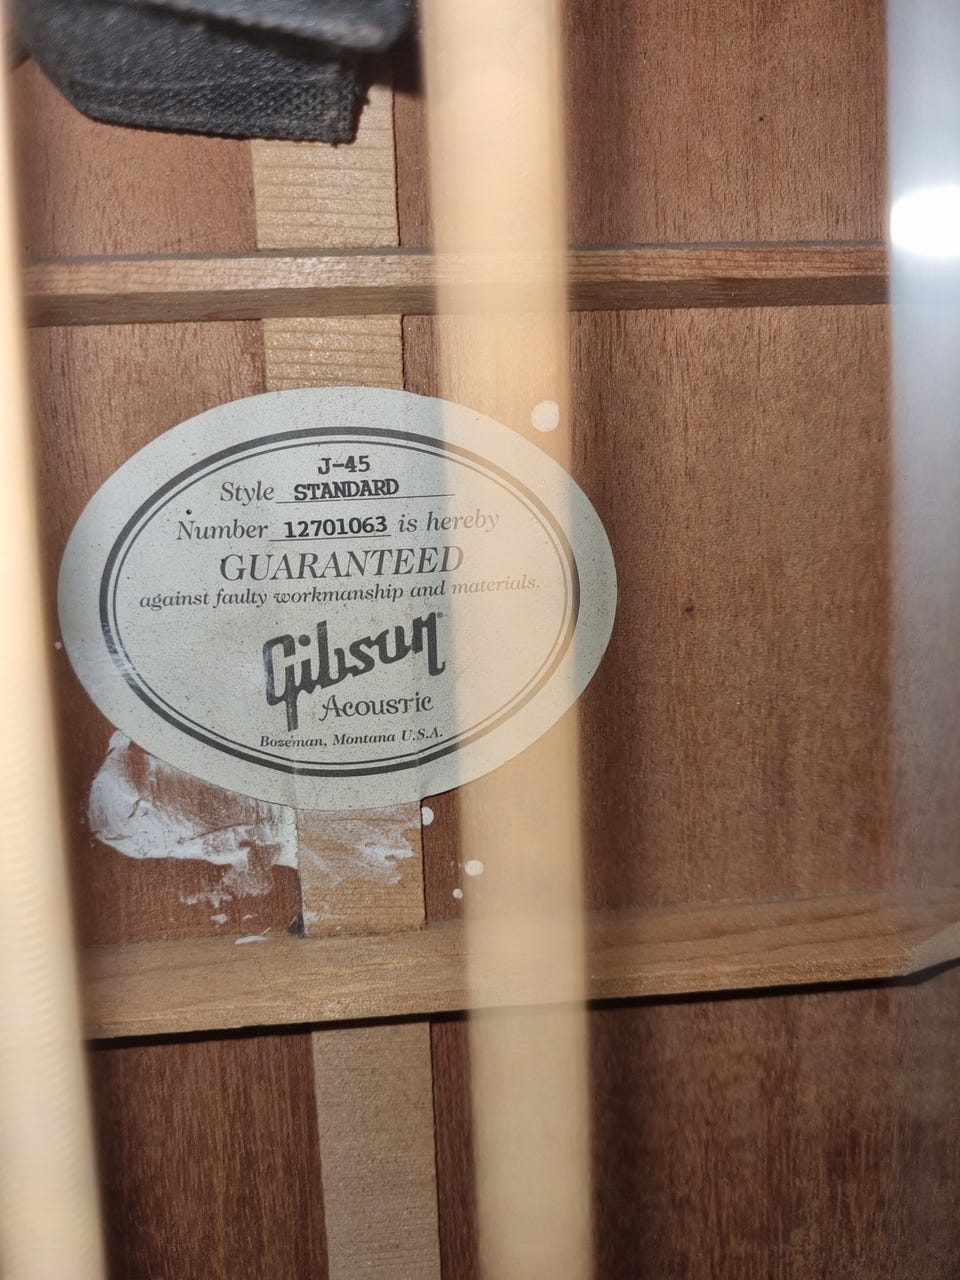 J-45
Style STANDARD
Number 12701063 is hereby
GUARANTEED
against faulty workmanship and materials.
Gibson
Acoustic
Bozeman, Montana U.S.A.